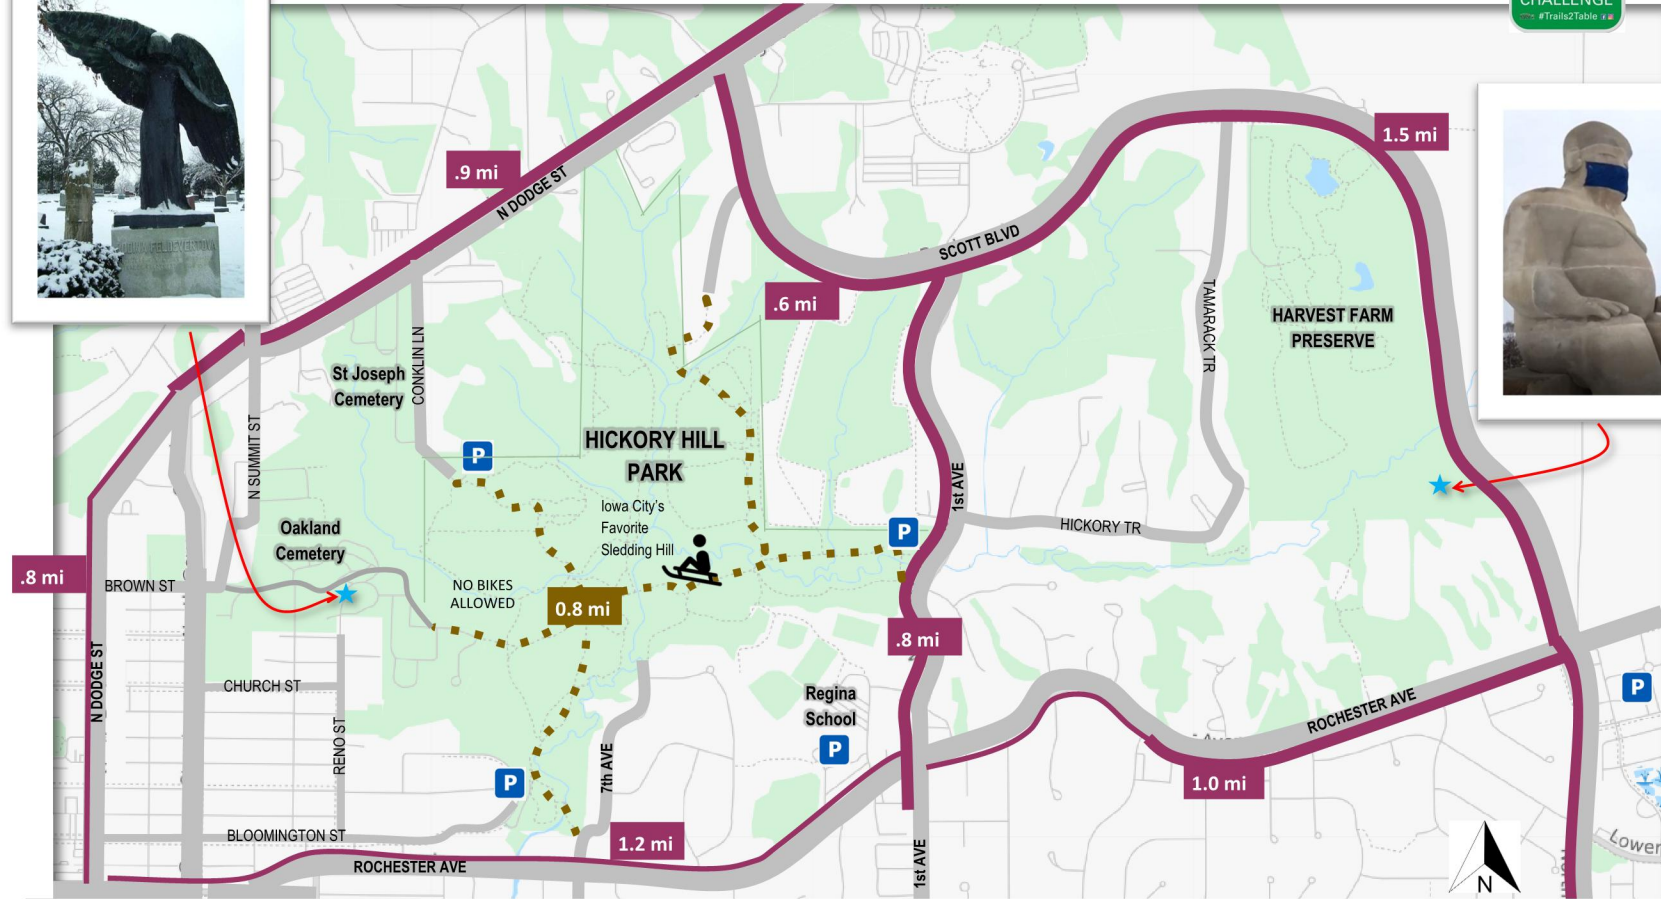 CHALLENGE
#Trails2Table
.9 mi
N DODGE ST
1.5 mi
SCOTT BLVD
.6 mi
TAMARACK TR
HARVEST FARM
PRESERVE
CONKLIN LN
St Joseph
Cemetery
N SUMMIT ST
P
HICKORY HILL
PARK
Iowa City's
Favorite
Sledding Hill
1st AVE
P
HICKORY TR
Oakland
Cemetery
.8 mi
BROWN ST
NO BIKES
ALLOWED
0.8 mi
.8 mi
N DODGE ST
CHURCH ST
RENO ST
Regina
School
P
P
ROCHESTER AVE
7th AVE
P
1.0 mi
BLOOMINGTON ST
1.2 mi
ROCHESTER AVE
1st AVE
Lower
N